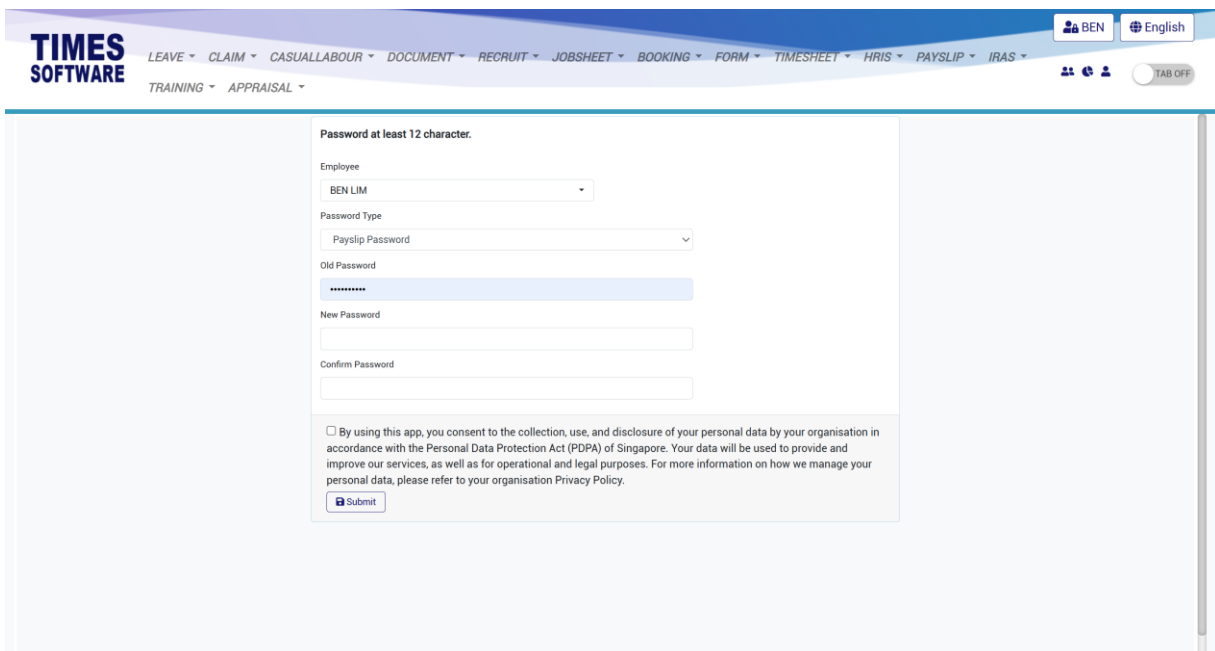 BEN
English
TIMES
SOFTWARE
LEAVE CLAIM CASUALLABOUR DOCUMENT RECRUIT JOBSHEET BOOKING FORM TIMESHEET HRIS PAYSLIP IRAS
TRAINING APPRAISAL
TAB OFF
Password at least 12 character.
Employee
BEN LIM
Password Type
Payslip Password
Old Password
••••••••••
New Password
Confirm Password
By using this app, you consent to the collection, use, and disclosure of your personal data by your organisation in
accordance with the Personal Data Protection Act (PDPA) of Singapore. Your data will be used to provide and
improve our services, as well as for operational and legal purposes. For more information on how we manage your
personal data, please refer to your organisation Privacy Policy.
Submit